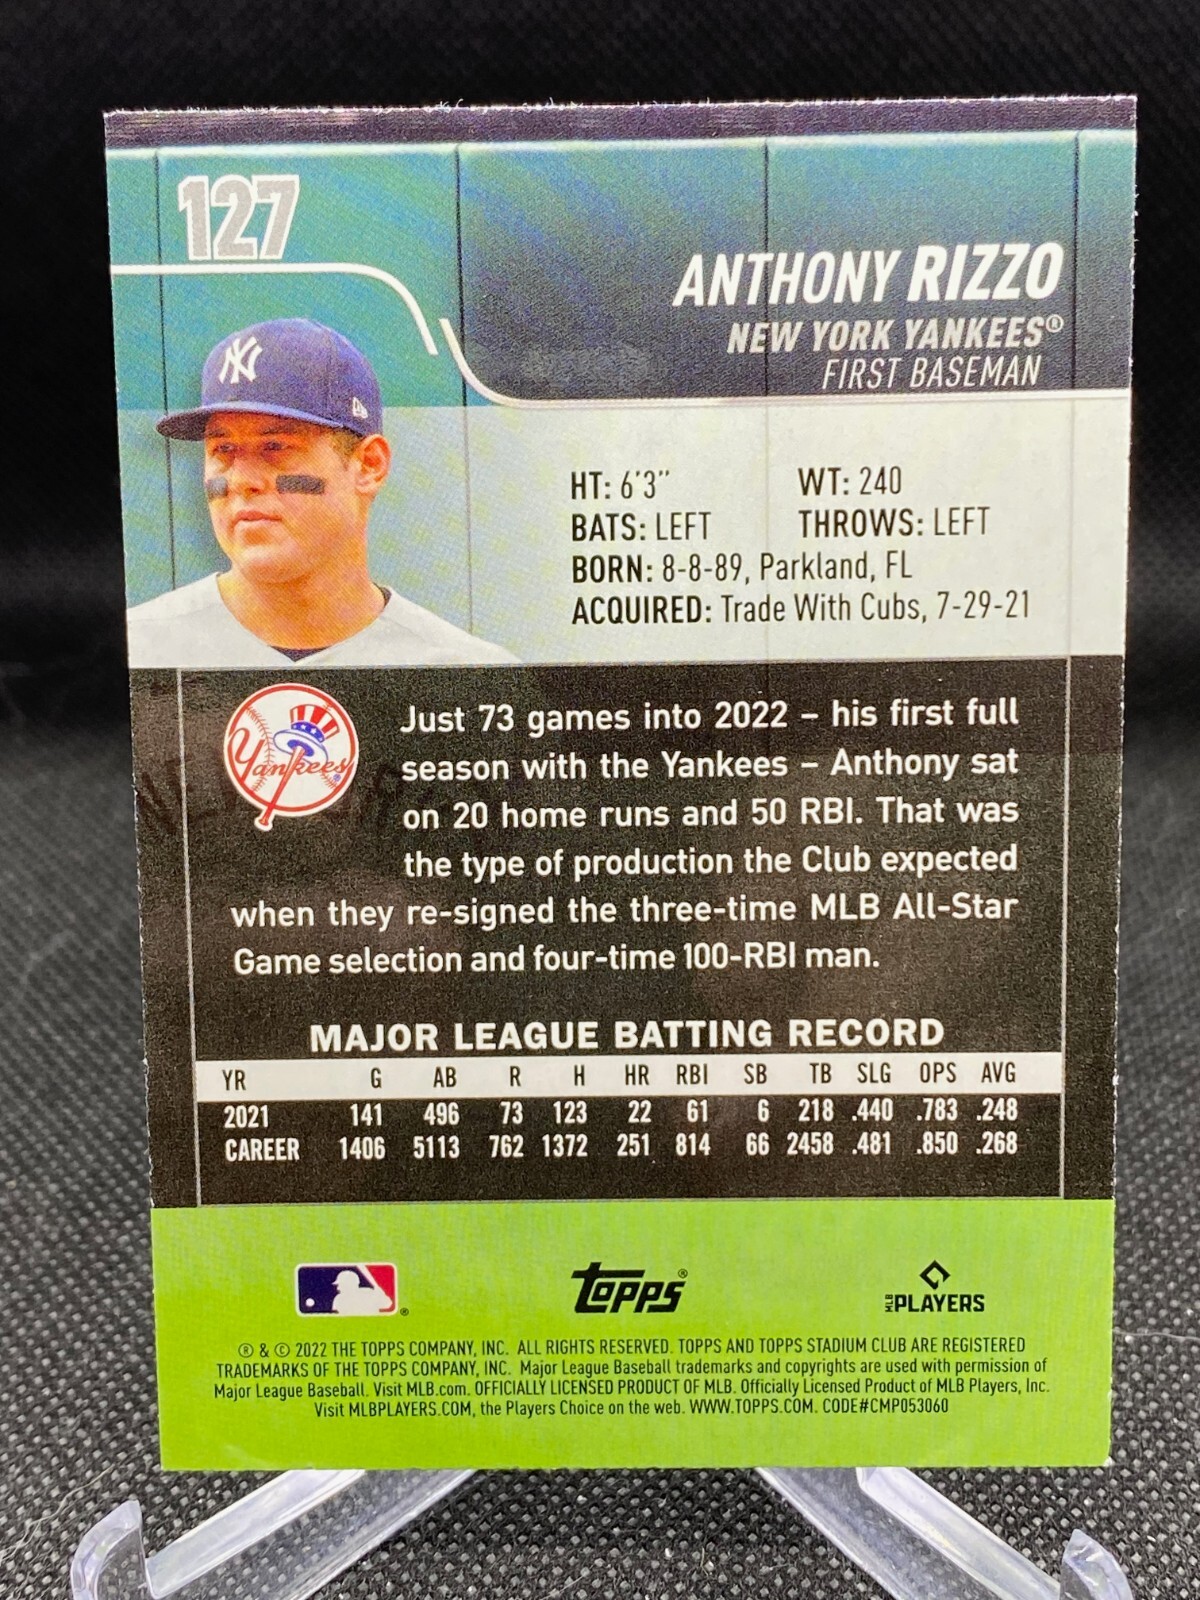 127
ANTHONY RIZZO
NEW YORK YANKEES®
FIRST BASEMAN
NY
HT: 6'3" WT: 240
BATS: LEFT THROWS: LEFT
BORN: 8-8-89, Parkland, FL
ACQUIRED: Trade With Cubs, 7-29-21
Yankees®
Just 73 games into 2022 – his first full
season with the Yankees – Anthony sat
on 20 home runs and 50 RBI. That was
the type of production the Club expected
when they re-signed the three-time MLB All-Star
Game selection and four-time 100-RBI man.
MAJOR LEAGUE BATTING RECORD
YR G AB R H HR RBI SB TB SLG OPS AVG
2021 141 496 73 123 22 61 6 218 .440 .783 .248
CAREER 1406 5113 762 1372 251 814 66 2458 .481 .850 .268
®
topps®
MLB PLAYERS
® & © 2022 THE TOPPS COMPANY, INC. ALL RIGHTS RESERVED. TOPPS AND TOPPS STADIUM CLUB ARE REGISTERED
TRADEMARKS OF THE TOPPS COMPANY, INC. Major League Baseball trademarks and copyrights are used with permission of
Major League Baseball. Visit MLB.com. OFFICIALLY LICENSED PRODUCT OF MLB. Officially Licensed Product of MLB Players, Inc.
Visit MLBPLAYERS.COM, the Players Choice on the web. WWW.TOPPS.COM. CODE#CMP053060